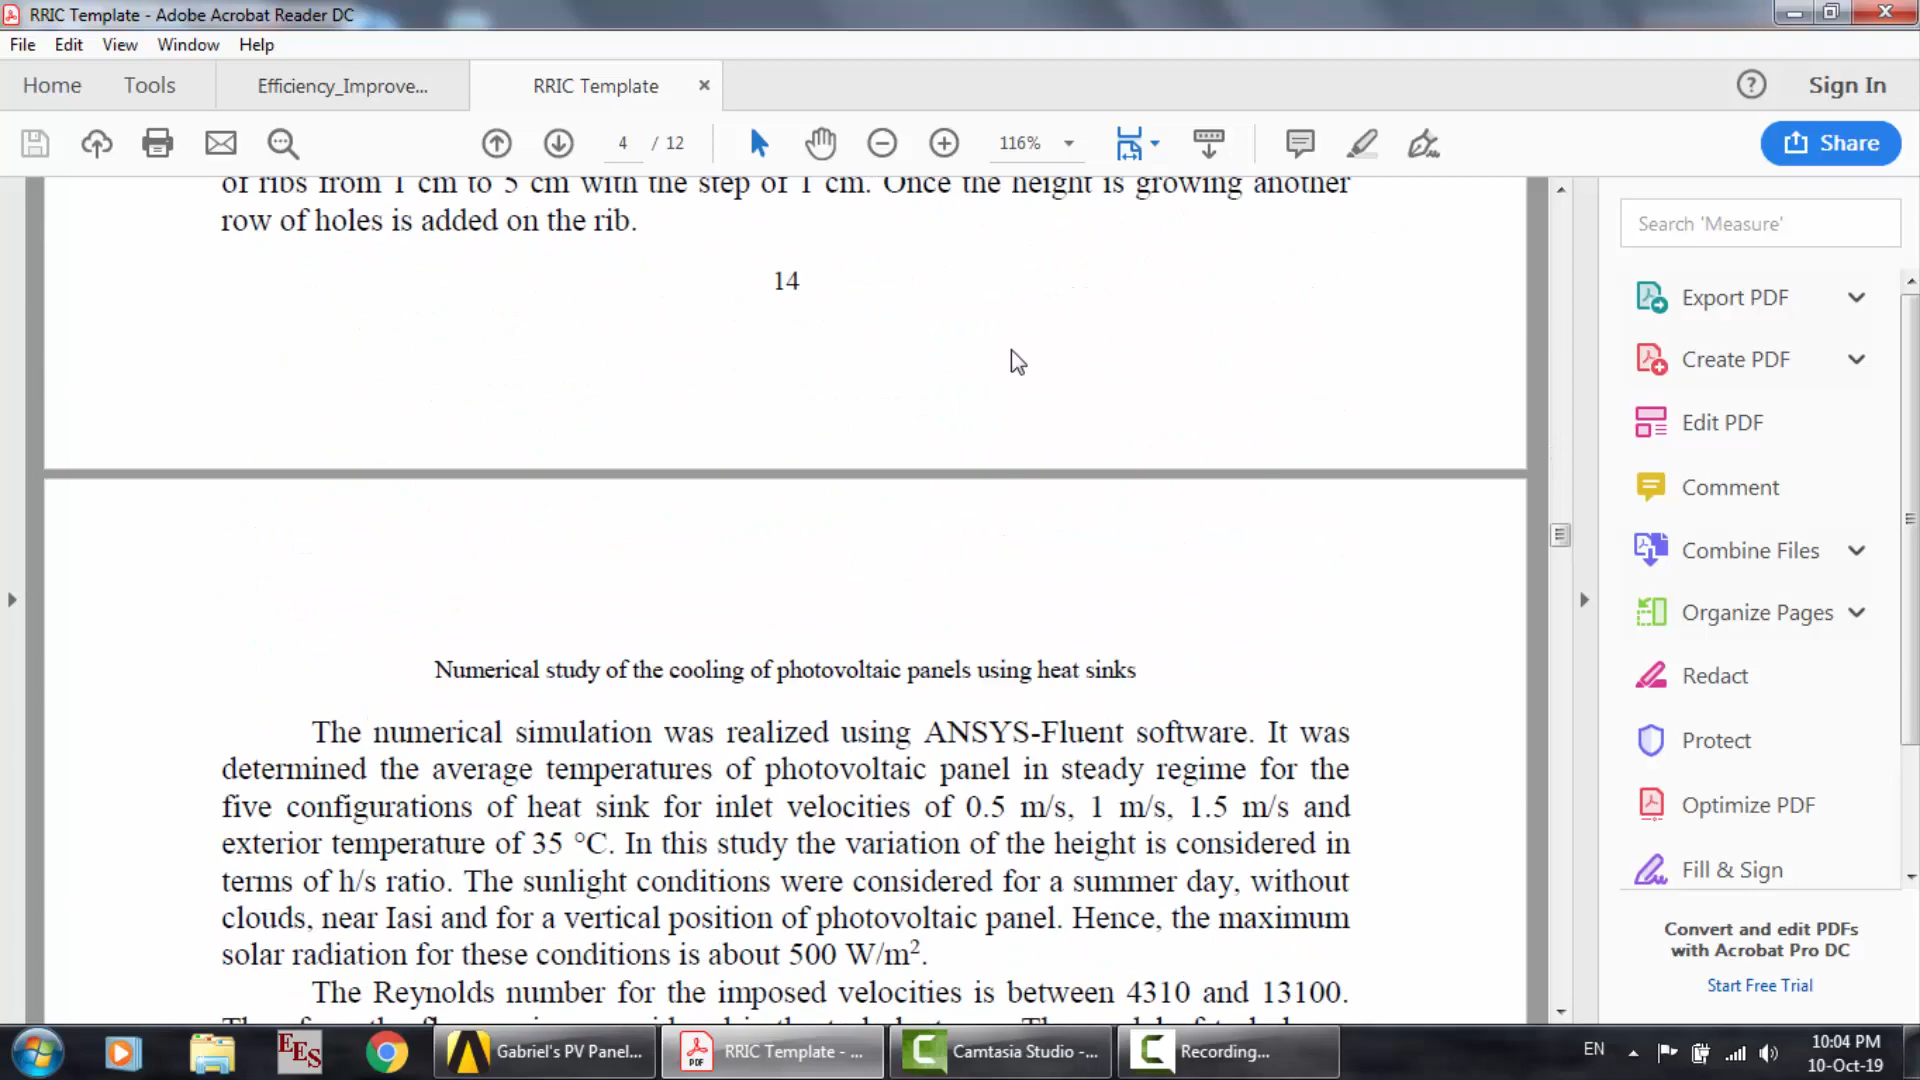 RRIC Template - Adobe Acrobat Reader DC
File Edit View Window Help
Home Tools Efficiency_Improve... RRIC Template Sign In
4 / 12 116% Share
of ribs from 1 cm to 5 cm with the step of 1 cm. Once the height is growing another
row of holes is added on the rib.
14
Numerical study of the cooling of photovoltaic panels using heat sinks
The numerical simulation was realized using ANSYS-Fluent software. It was
determined the average temperatures of photovoltaic panel in steady regime for the
five configurations of heat sink for inlet velocities of 0.5 m/s, 1 m/s, 1.5 m/s and
exterior temperature of 35 °C. In this study the variation of the height is considered in
terms of h/s ratio. The sunlight conditions were considered for a summer day, without
clouds, near Iasi and for a vertical position of photovoltaic panel. Hence, the maximum
solar radiation for these conditions is about 500 W/m².
The Reynolds number for the imposed velocities is between 4310 and 13100.
Search 'Measure'
Export PDF
Create PDF
Edit PDF
Comment
Combine Files
Organize Pages
Redact
Protect
Optimize PDF
Fill & Sign
Convert and edit PDFs
with Acrobat Pro DC
Start Free Trial
EES
Gabriel's PV Panel...
PDF
RRIC Template - ...
Camtasia Studio -...
Recording...
EN
10:04 PM
10-Oct-19